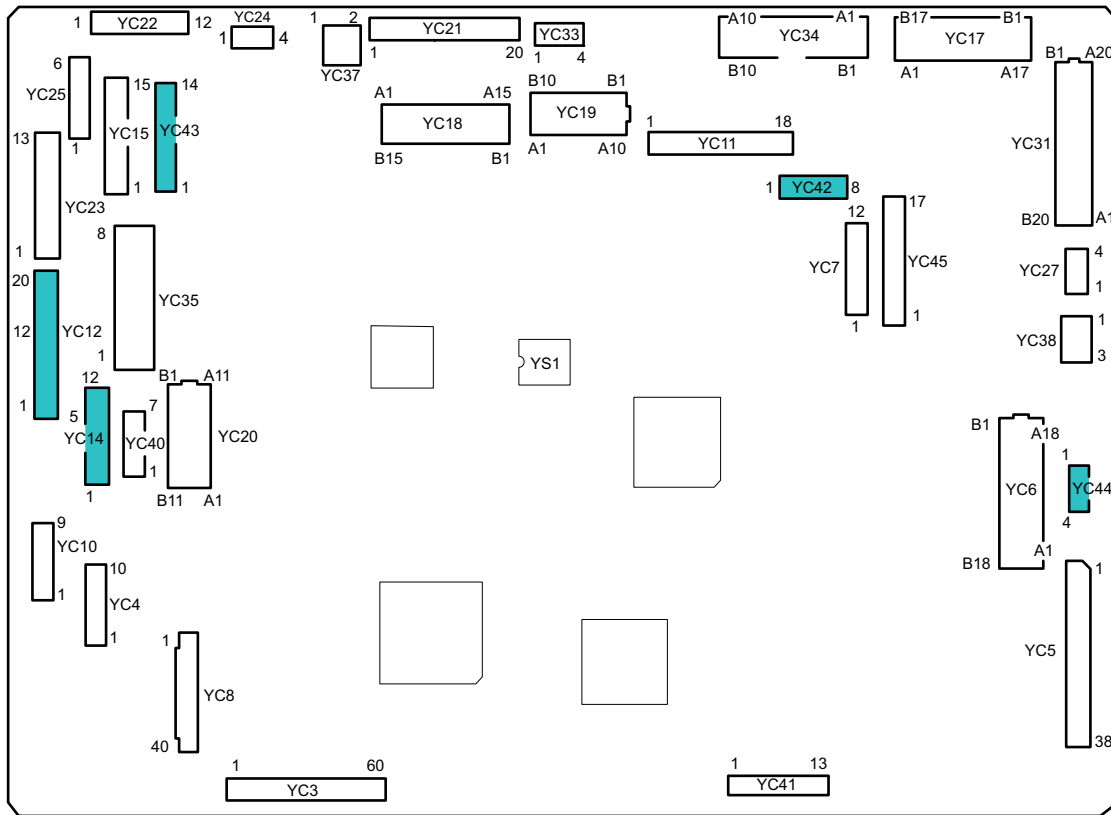 1 YC22 12
YC24
1 4
1 2
YC37
YC21
1 20
YC33
1 4
A10 A1
YC34
B10 B1
B17 B1
YC17
A1 A17
B1 A20
YC31
B20 A1
6
YC25
1
15
YC15
1
14
YC43
1
13
YC23
1
A1 A15
YC18
B15 B1
B10 B1
YC19
A1 A10
1 18
YC11
1 YC42 8
12
YC7
1
17
YC45
1
4
YC27
1
1
YC38
3
20
12 YC12
1
8
YC35
1
12
5
YC14
1
7
YC40
1
B1 A11
YC20
B11 A1
YS1
B1 A18
YC6
B18 A1
1
YC44
4
9
YC10
1
10
YC4
1
1
YC8
40
1
YC5
38
1 60
YC3
1 13
YC41